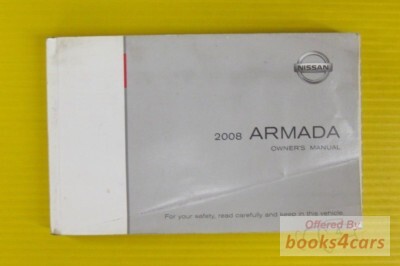 NISSAN
2008 ARMADA
OWNER'S MANUAL
For your safety, read carefully and keep in this vehicle.
Offered By:
books4cars